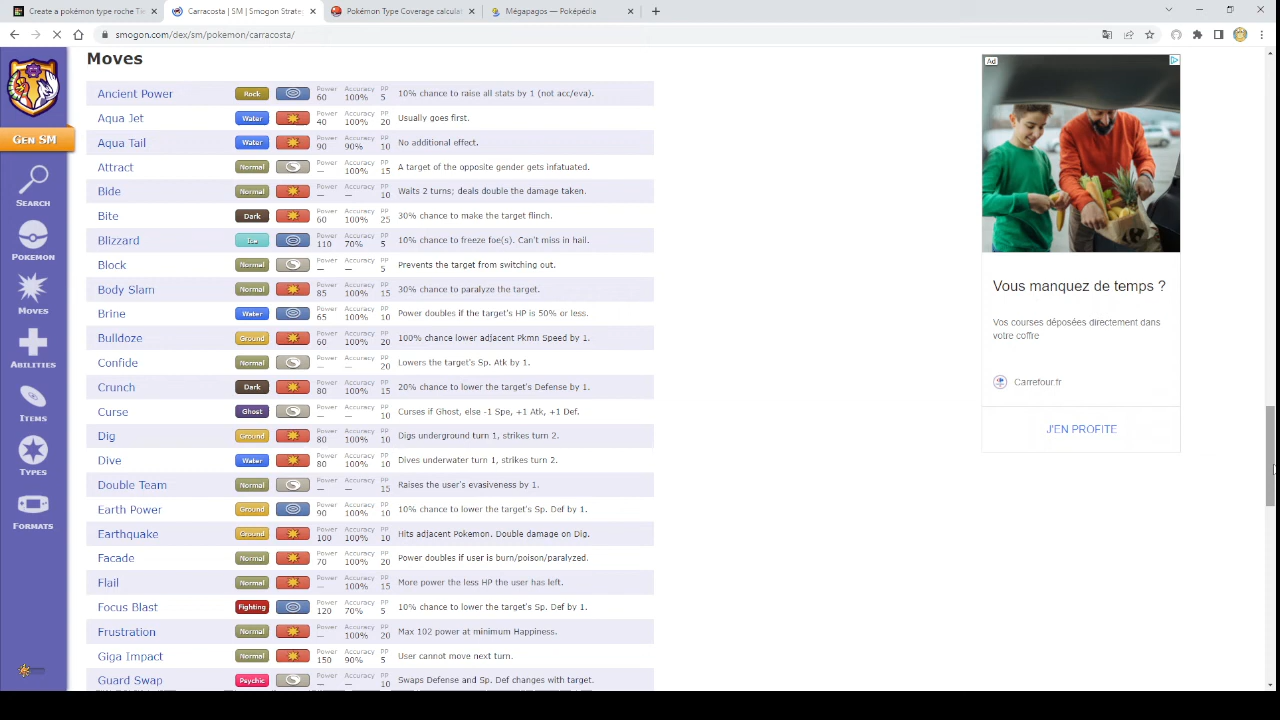 Create a pokémon type roche Tie
Carracosta | SM | Smogon Strate
Pokémon Type Coverage calculat
Mégapagos — Poképédia
smogon.com/dex/sm/pokemon/carracosta/
Moves
Ancient Power Rock Power 60 Accuracy 100% PP 5 10% chance to raise all stats by 1 (not acc/eva).
Aqua Jet Water Power 40 Accuracy 100% PP 20 Usually goes first.
Aqua Tail Water Power 90 Accuracy 90% PP 10 No additional effect.
Attract Normal Power — Accuracy 100% PP 15 A target of the opposite gender gets infatuated.
Bide Normal Power — Accuracy — PP 10 Waits 2 turns; deals double the damage taken.
Bite Dark Power 60 Accuracy 100% PP 25 30% chance to make the target flinch.
Blizzard Ice Power 110 Accuracy 70% PP 5 10% chance to freeze foe(s). Can't miss in hail.
Block Normal Power — Accuracy — PP 5 Prevents the target from switching out.
Body Slam Normal Power 85 Accuracy 100% PP 15 30% chance to paralyze the target.
Brine Water Power 65 Accuracy 100% PP 10 Power doubles if the target's HP is 50% or less.
Bulldoze Ground Power 60 Accuracy 100% PP 20 100% chance lower adjacent Pkmn Speed by 1.
Confide Normal Power — Accuracy — PP 20 Lowers the target's Sp. Atk by 1.
Crunch Dark Power 80 Accuracy 100% PP 15 20% chance to lower the target's Defense by 1.
Curse Ghost Power — Accuracy — PP 10 Curses if Ghost, else -1 Spe, +1 Atk, +1 Def.
Dig Ground Power 80 Accuracy 100% PP 10 Digs underground turn 1, strikes turn 2.
Dive Water Power 80 Accuracy 100% PP 10 Dives underwater turn 1, strikes turn 2.
Double Team Normal Power — Accuracy — PP 15 Raises the user's evasiveness by 1.
Earth Power Ground Power 90 Accuracy 100% PP 10 10% chance to lower the target's Sp. Def by 1.
Earthquake Ground Power 100 Accuracy 100% PP 10 Hits adjacent Pokemon. Double damage on Dig.
Facade Normal Power 70 Accuracy 100% PP 20 Power doubles if user is burn/poison/paralyzed.
Flail Normal Power — Accuracy 100% PP 15 More power the less HP the user has left.
Focus Blast Fighting Power 120 Accuracy 70% PP 5 10% chance to lower the target's Sp. Def by 1.
Frustration Normal Power — Accuracy 100% PP 20 Max 102 power at minimum Happiness.
Giga Impact Normal Power 150 Accuracy 90% PP 5 User cannot move next turn.
Guard Swap Psychic Power — Accuracy — PP 10 Swaps Defense and Sp. Def changes with target.
GEN SM
SEARCH
POKEMON
MOVES
ABILITIES
ITEMS
TYPES
FORMATS
Ad
Vous manquez de temps ?
Vos courses déposées directement dans
votre coffre
Carrefour.fr
J'EN PROFITE